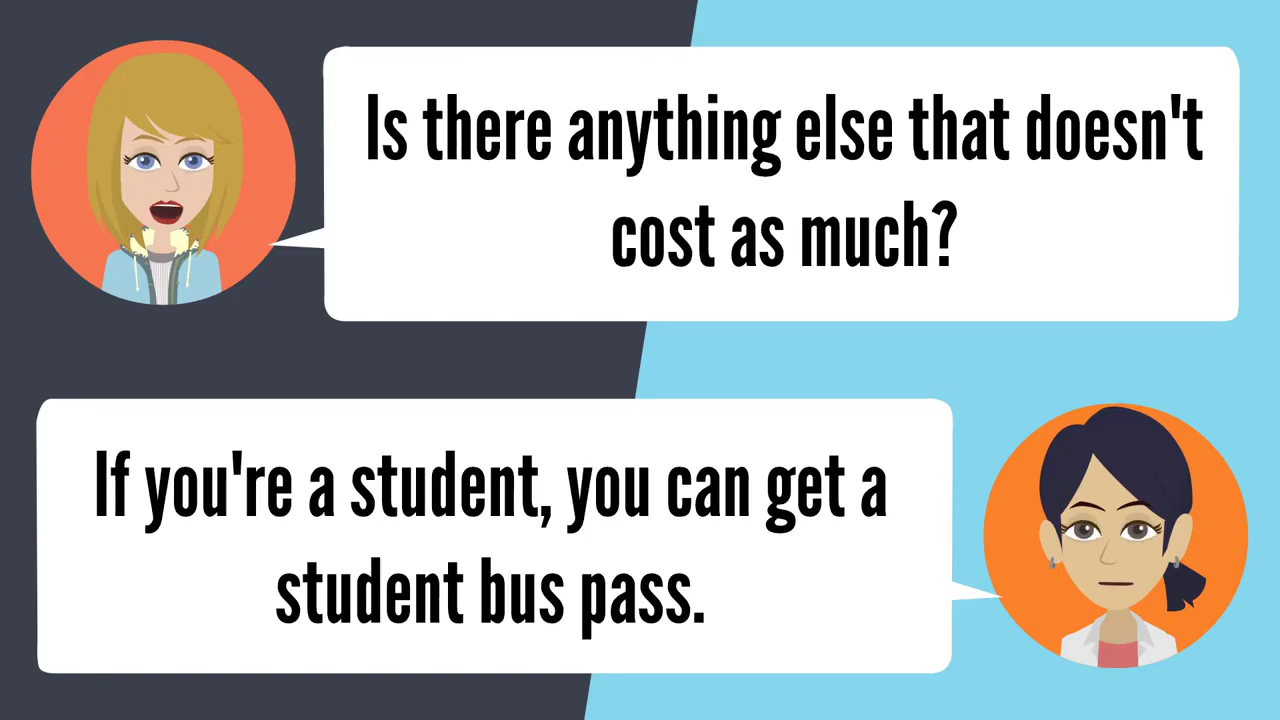 Is there anything else that doesn't
cost as much?
If you're a student, you can get a
student bus pass.